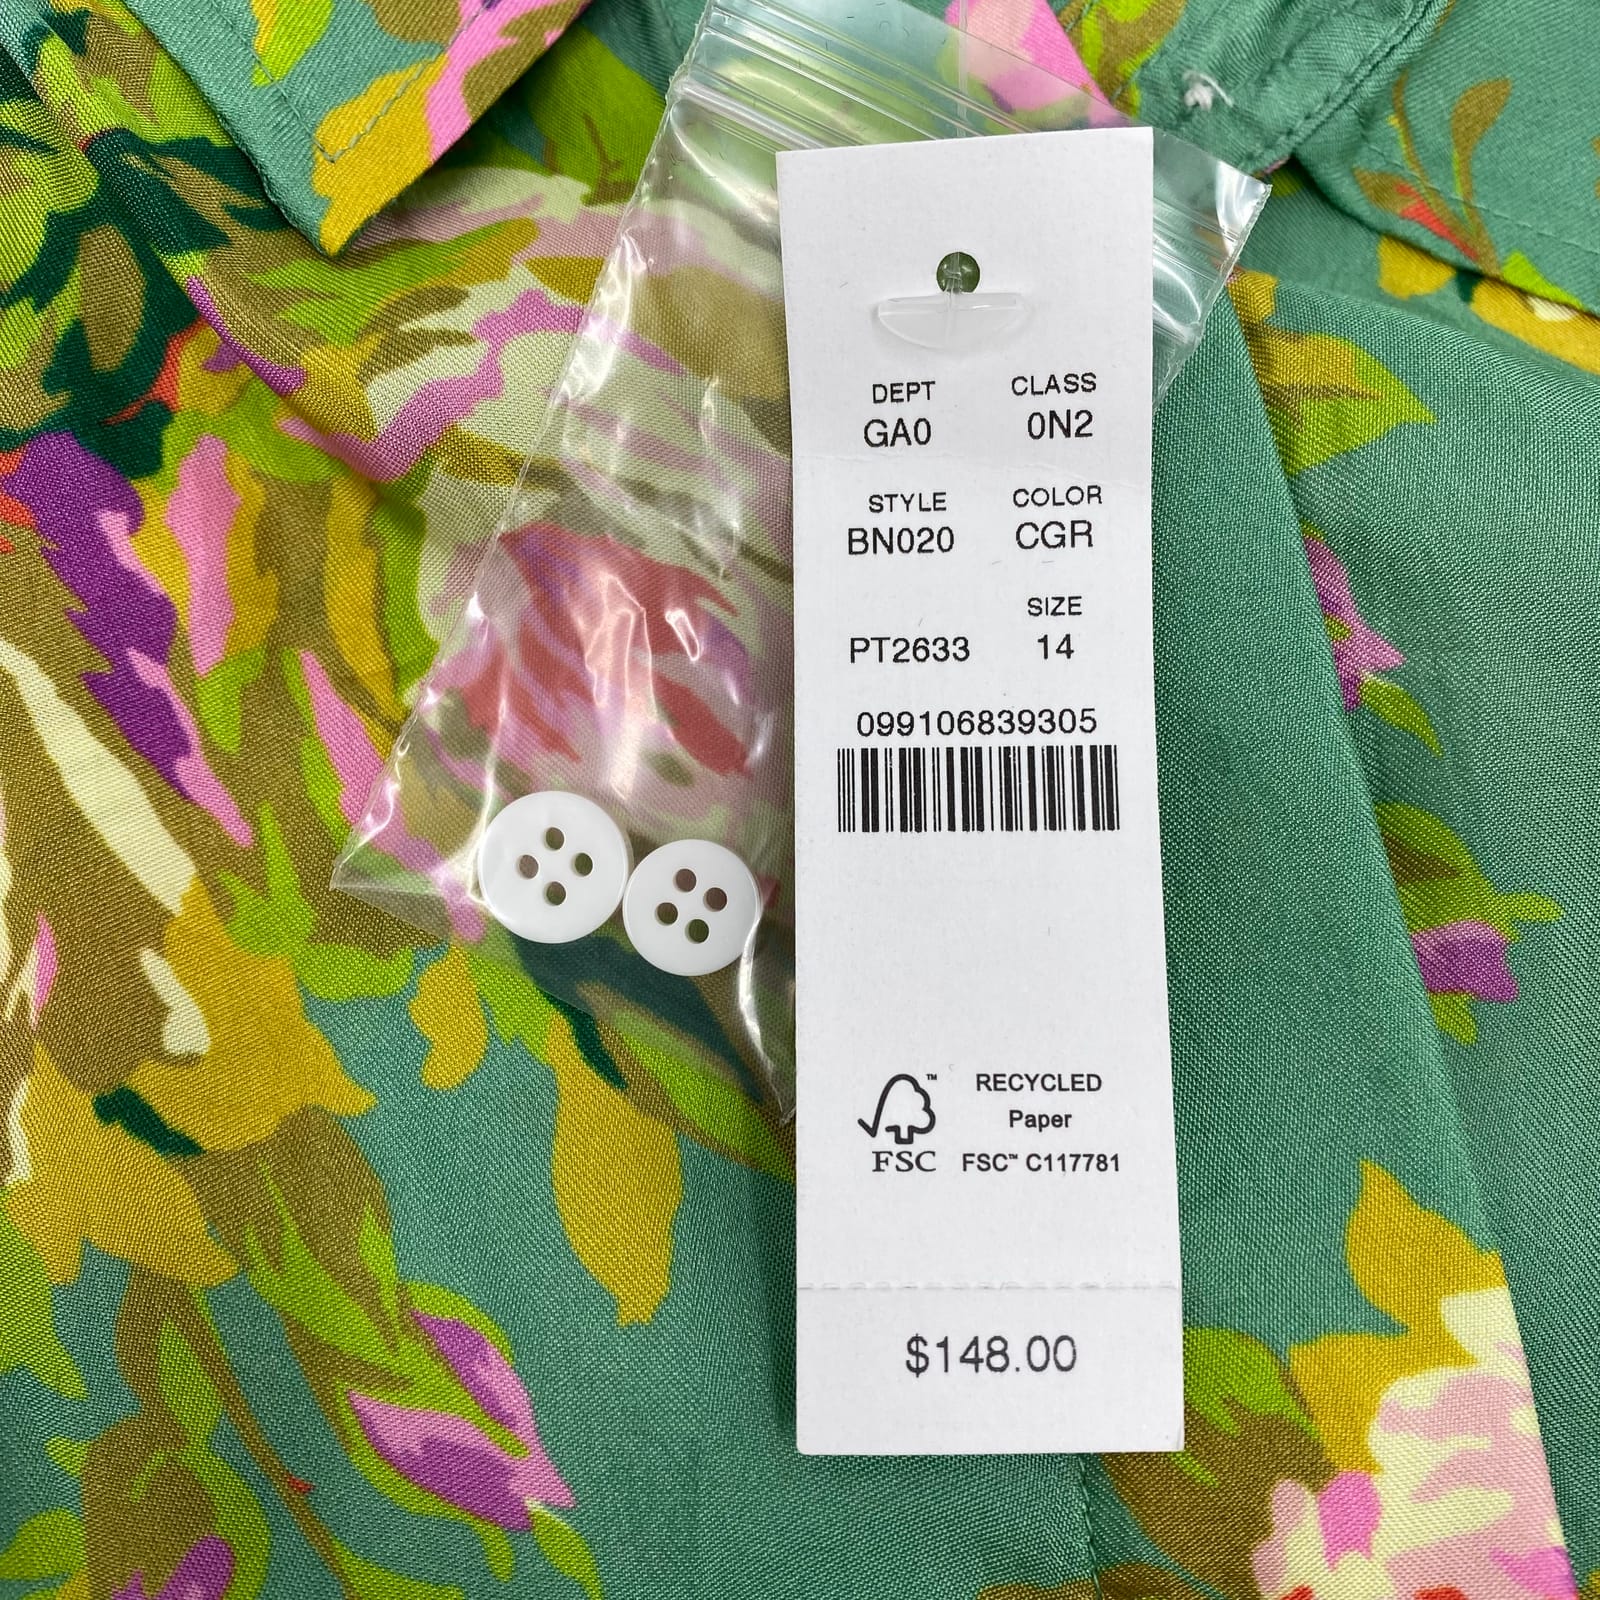 DEPT CLASS
GA0 0N2
STYLE COLOR
BN020 CGR
SIZE
PT2633 14
099106839305
™ RECYCLED
Paper
FSC FSC™ C117781
$148.00